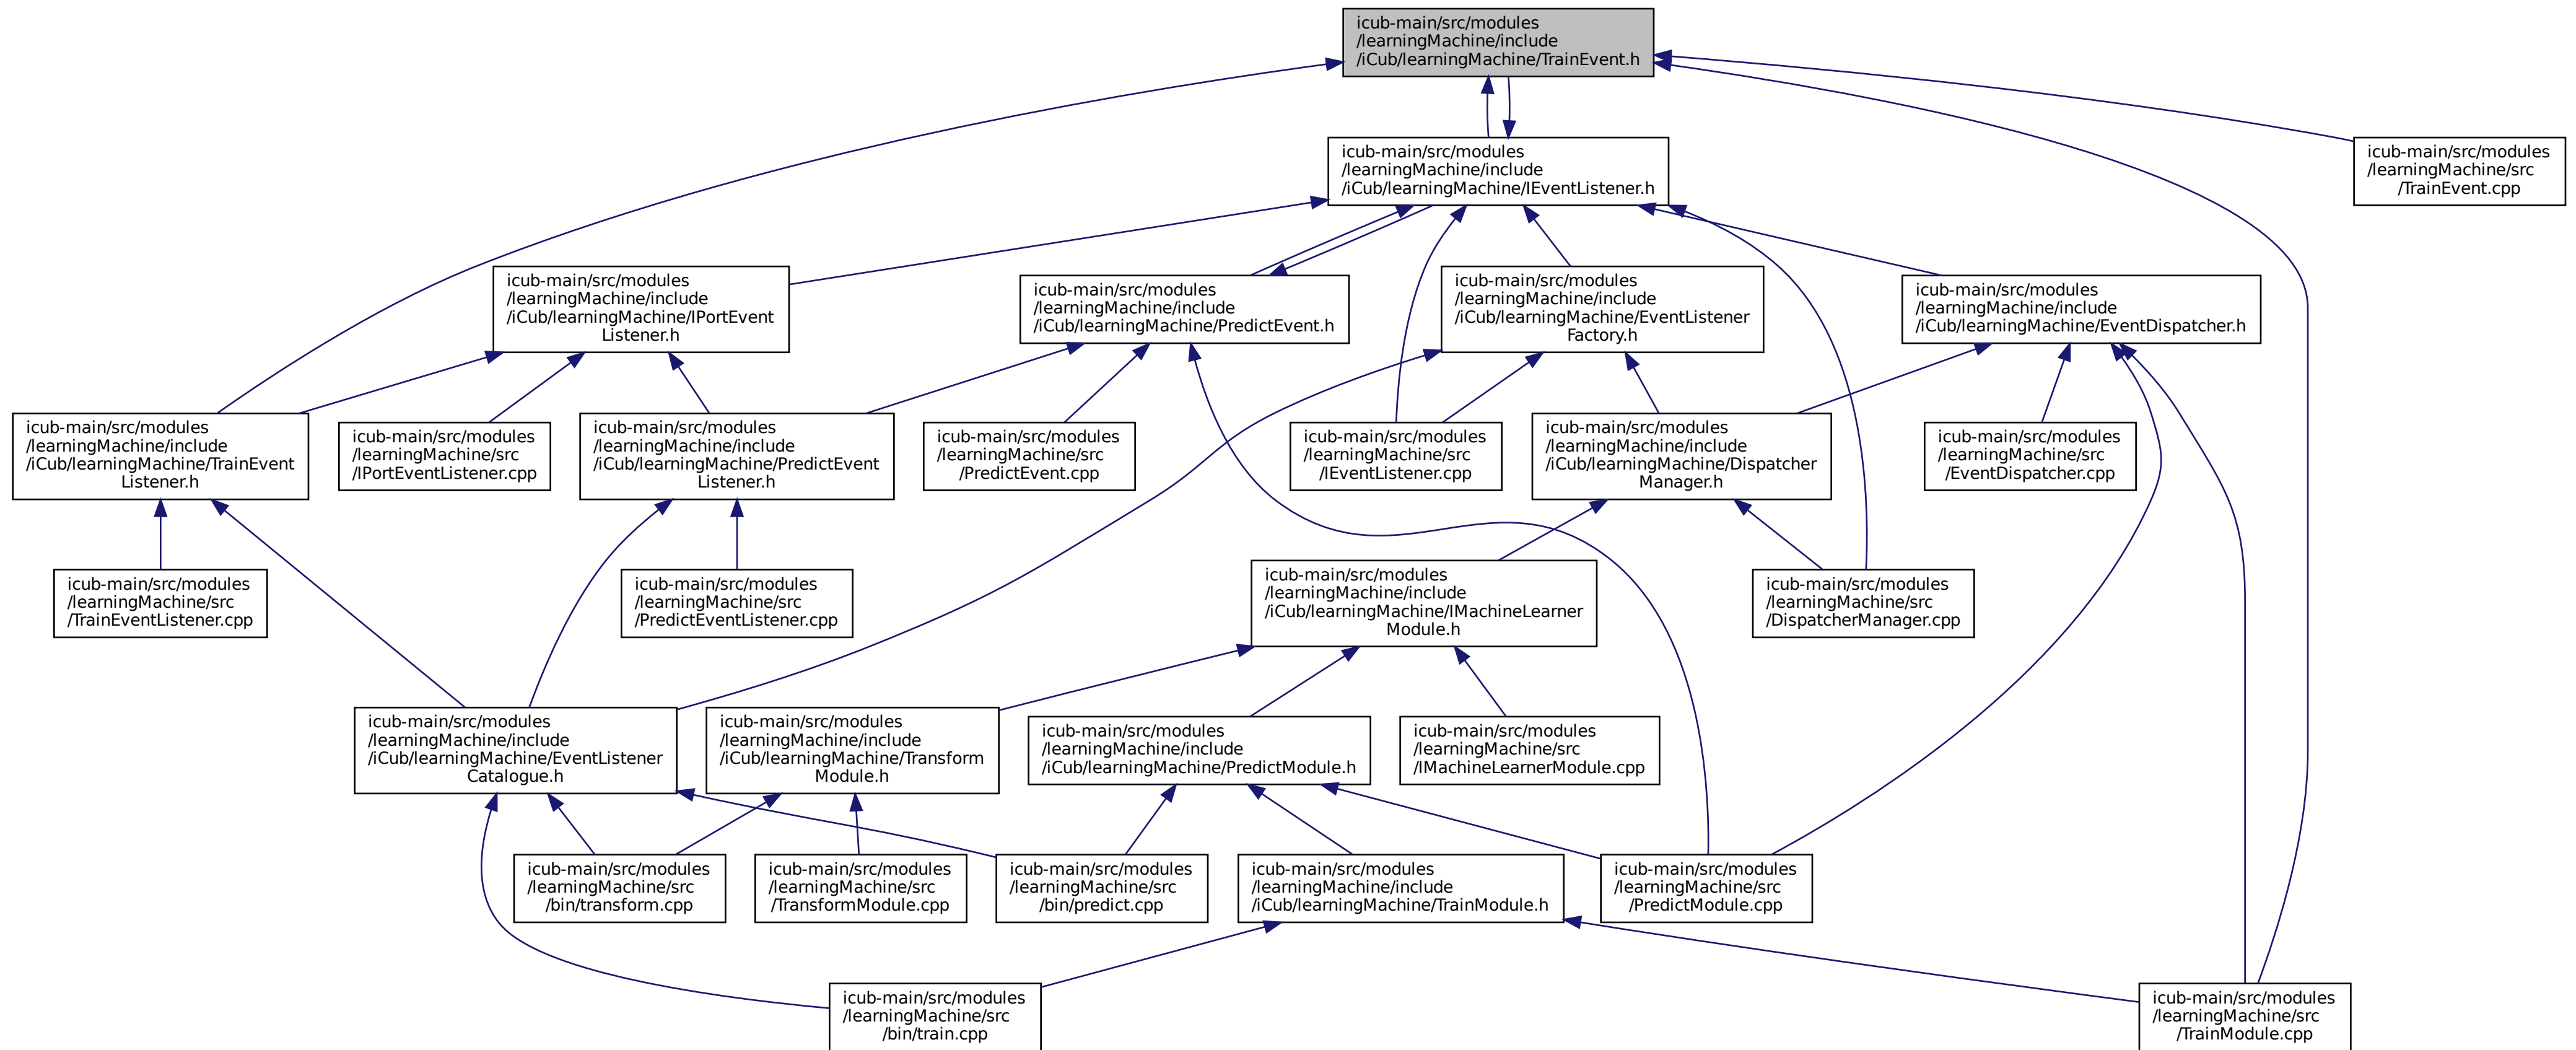 icub-main/src/modules
/learningMachine/include
/iCub/learningMachine/TrainEvent.h
icub-main/src/modules
/learningMachine/include
/iCub/learningMachine/IEventListener.h
icub-main/src/modules
/learningMachine/src
/TrainEvent.cpp
icub-main/src/modules
/learningMachine/include
/iCub/learningMachine/IPortEvent
Listener.h
icub-main/src/modules
/learningMachine/include
/iCub/learningMachine/PredictEvent.h
icub-main/src/modules
/learningMachine/include
/iCub/learningMachine/EventListener
Factory.h
icub-main/src/modules
/learningMachine/include
/iCub/learningMachine/EventDispatcher.h
icub-main/src/modules
/learningMachine/include
/iCub/learningMachine/TrainEvent
Listener.h
icub-main/src/modules
/learningMachine/src
/IPortEventListener.cpp
icub-main/src/modules
/learningMachine/include
/iCub/learningMachine/PredictEvent
Listener.h
icub-main/src/modules
/learningMachine/src
/PredictEvent.cpp
icub-main/src/modules
/learningMachine/src
/IEventListener.cpp
icub-main/src/modules
/learningMachine/include
/iCub/learningMachine/Dispatcher
Manager.h
icub-main/src/modules
/learningMachine/src
/EventDispatcher.cpp
icub-main/src/modules
/learningMachine/src
/TrainEventListener.cpp
icub-main/src/modules
/learningMachine/src
/PredictEventListener.cpp
icub-main/src/modules
/learningMachine/include
/iCub/learningMachine/IMachineLearner
Module.h
icub-main/src/modules
/learningMachine/src
/DispatcherManager.cpp
icub-main/src/modules
/learningMachine/include
/iCub/learningMachine/EventListener
Catalogue.h
icub-main/src/modules
/learningMachine/include
/iCub/learningMachine/Transform
Module.h
icub-main/src/modules
/learningMachine/include
/iCub/learningMachine/PredictModule.h
icub-main/src/modules
/learningMachine/src
/IMachineLearnerModule.cpp
icub-main/src/modules
/learningMachine/src
/bin/transform.cpp
icub-main/src/modules
/learningMachine/src
/TransformModule.cpp
icub-main/src/modules
/learningMachine/src
/bin/predict.cpp
icub-main/src/modules
/learningMachine/include
/iCub/learningMachine/TrainModule.h
icub-main/src/modules
/learningMachine/src
/PredictModule.cpp
icub-main/src/modules
/learningMachine/src
/bin/train.cpp
icub-main/src/modules
/learningMachine/src
/TrainModule.cpp